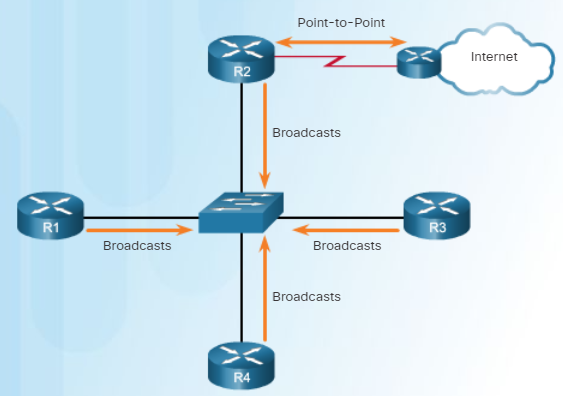 Point-to-Point
Internet
R2
Broadcasts
R1
R3
Broadcasts
Broadcasts
Broadcasts
R4